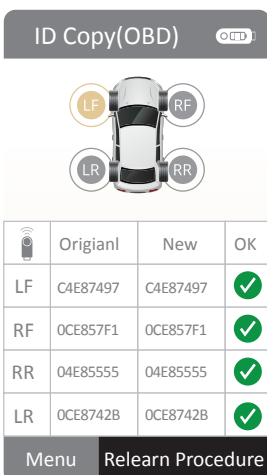 ID Copy(OBD)
LF RF
LR RR
Origianl New OK
LF C4E87497 C4E87497
RF 0CE857F1 0CE857F1
RR 04E85555 04E85555
LR 0CE8742B 0CE8742B
Menu Relearn Procedure